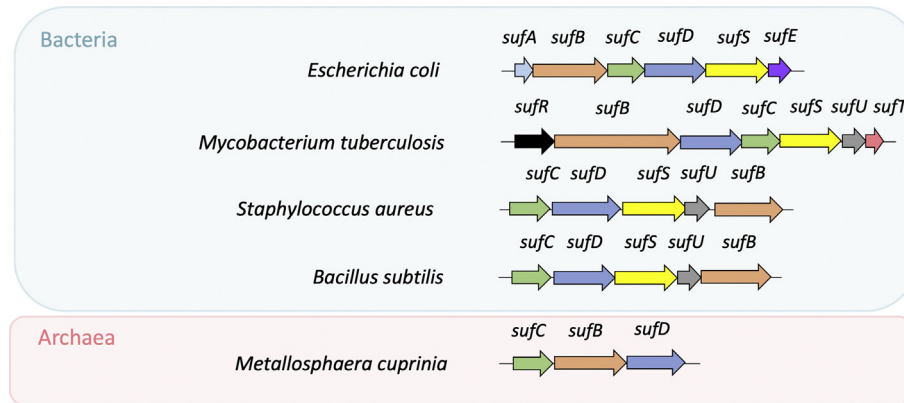 Bacteria
sufA sufB sufC sufD sufS sufE
Escherichia coli
sufR sufB sufD sufC sufS sufU sufT
Mycobacterium tuberculosis
sufC sufD sufS sufU sufB
Staphylococcus aureus
sufC sufD sufS sufU sufB
Bacillus subtilis
Archaea
sufC sufB sufD
Metallosphaera cuprinia